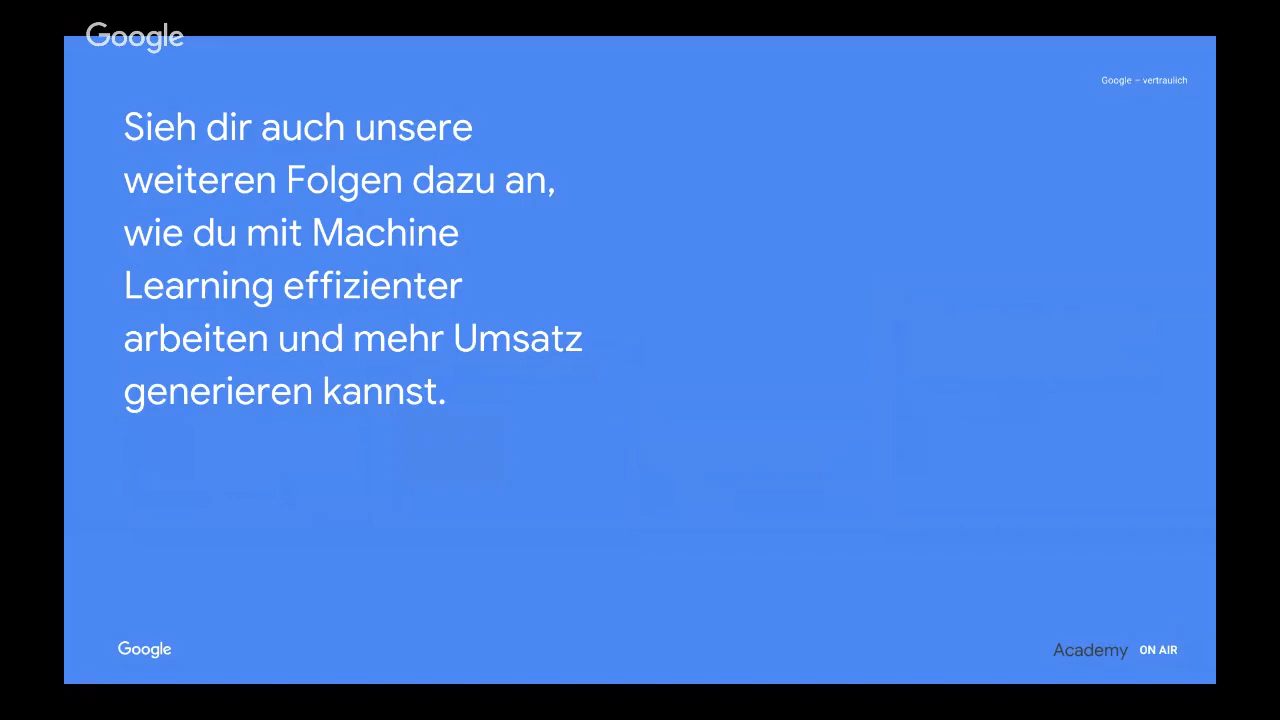 Google
Google – vertraulich
Sieh dir auch unsere
weiteren Folgen dazu an,
wie du mit Machine
Learning effizienter
arbeiten und mehr Umsatz
generieren kannst.
Google
Academy ON AIR